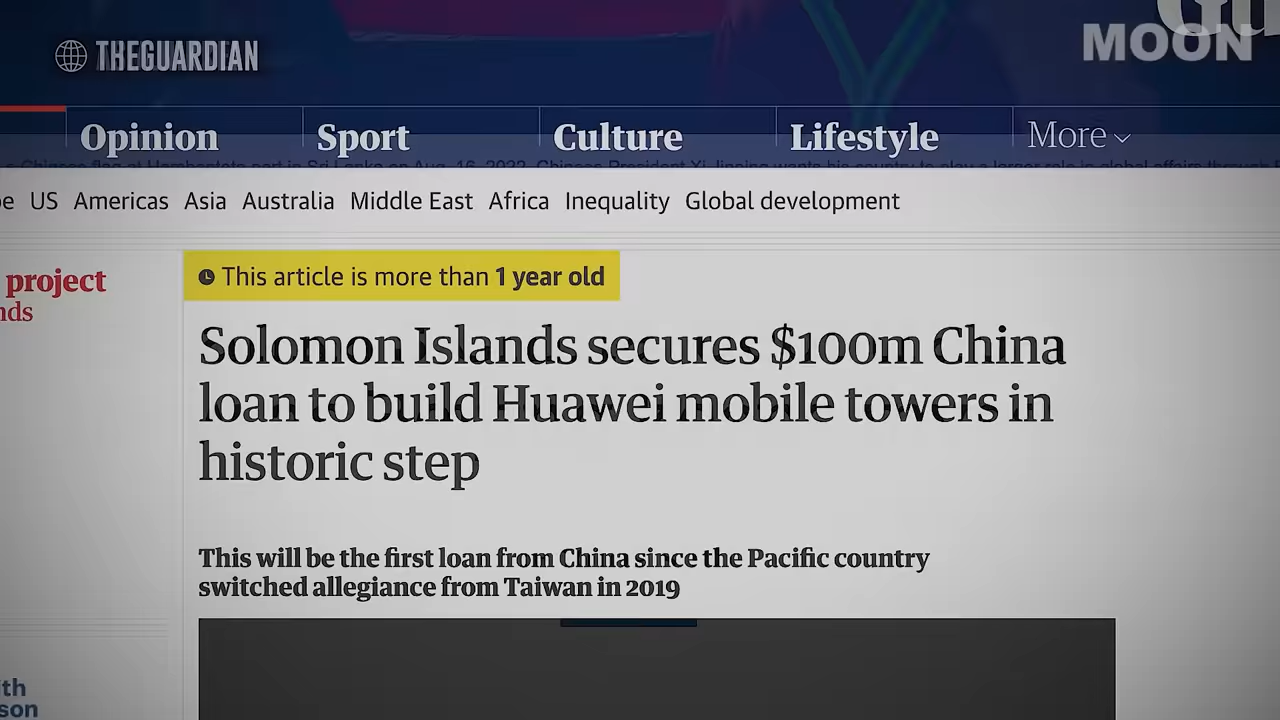 THEGUARDIAN
MOON
Opinion Sport Culture Lifestyle More
US Americas Asia Australia Middle East Africa Inequality Global development
project
This article is more than 1 year old
Solomon Islands secures $100m China
loan to build Huawei mobile towers in
historic step
This will be the first loan from China since the Pacific country
switched allegiance from Taiwan in 2019